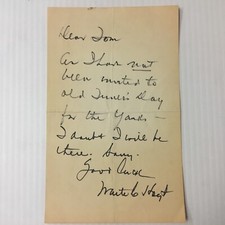 Dear Tom
As I have not
been invited to
Old Timer's Day
for the Yanks —
I doubt I will be
there. Sorry.
Good luck
Waite C Hoyt